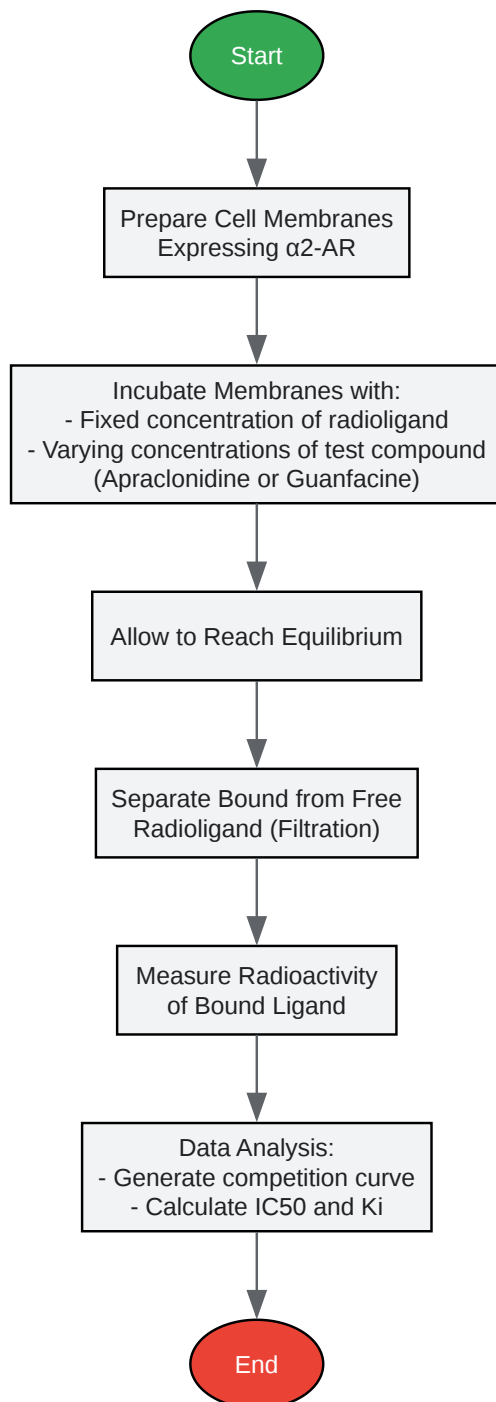 Start
Prepare Cell Membranes
Expressing α2-AR
Incubate Membranes with:
- Fixed concentration of radioligand
- Varying concentrations of test compound
(Apraclonidine or Guanfacine)
Allow to Reach Equilibrium
Separate Bound from Free
Radioligand (Filtration)
Measure Radioactivity
of Bound Ligand
Data Analysis:
- Generate competition curve
- Calculate IC50 and Ki
End